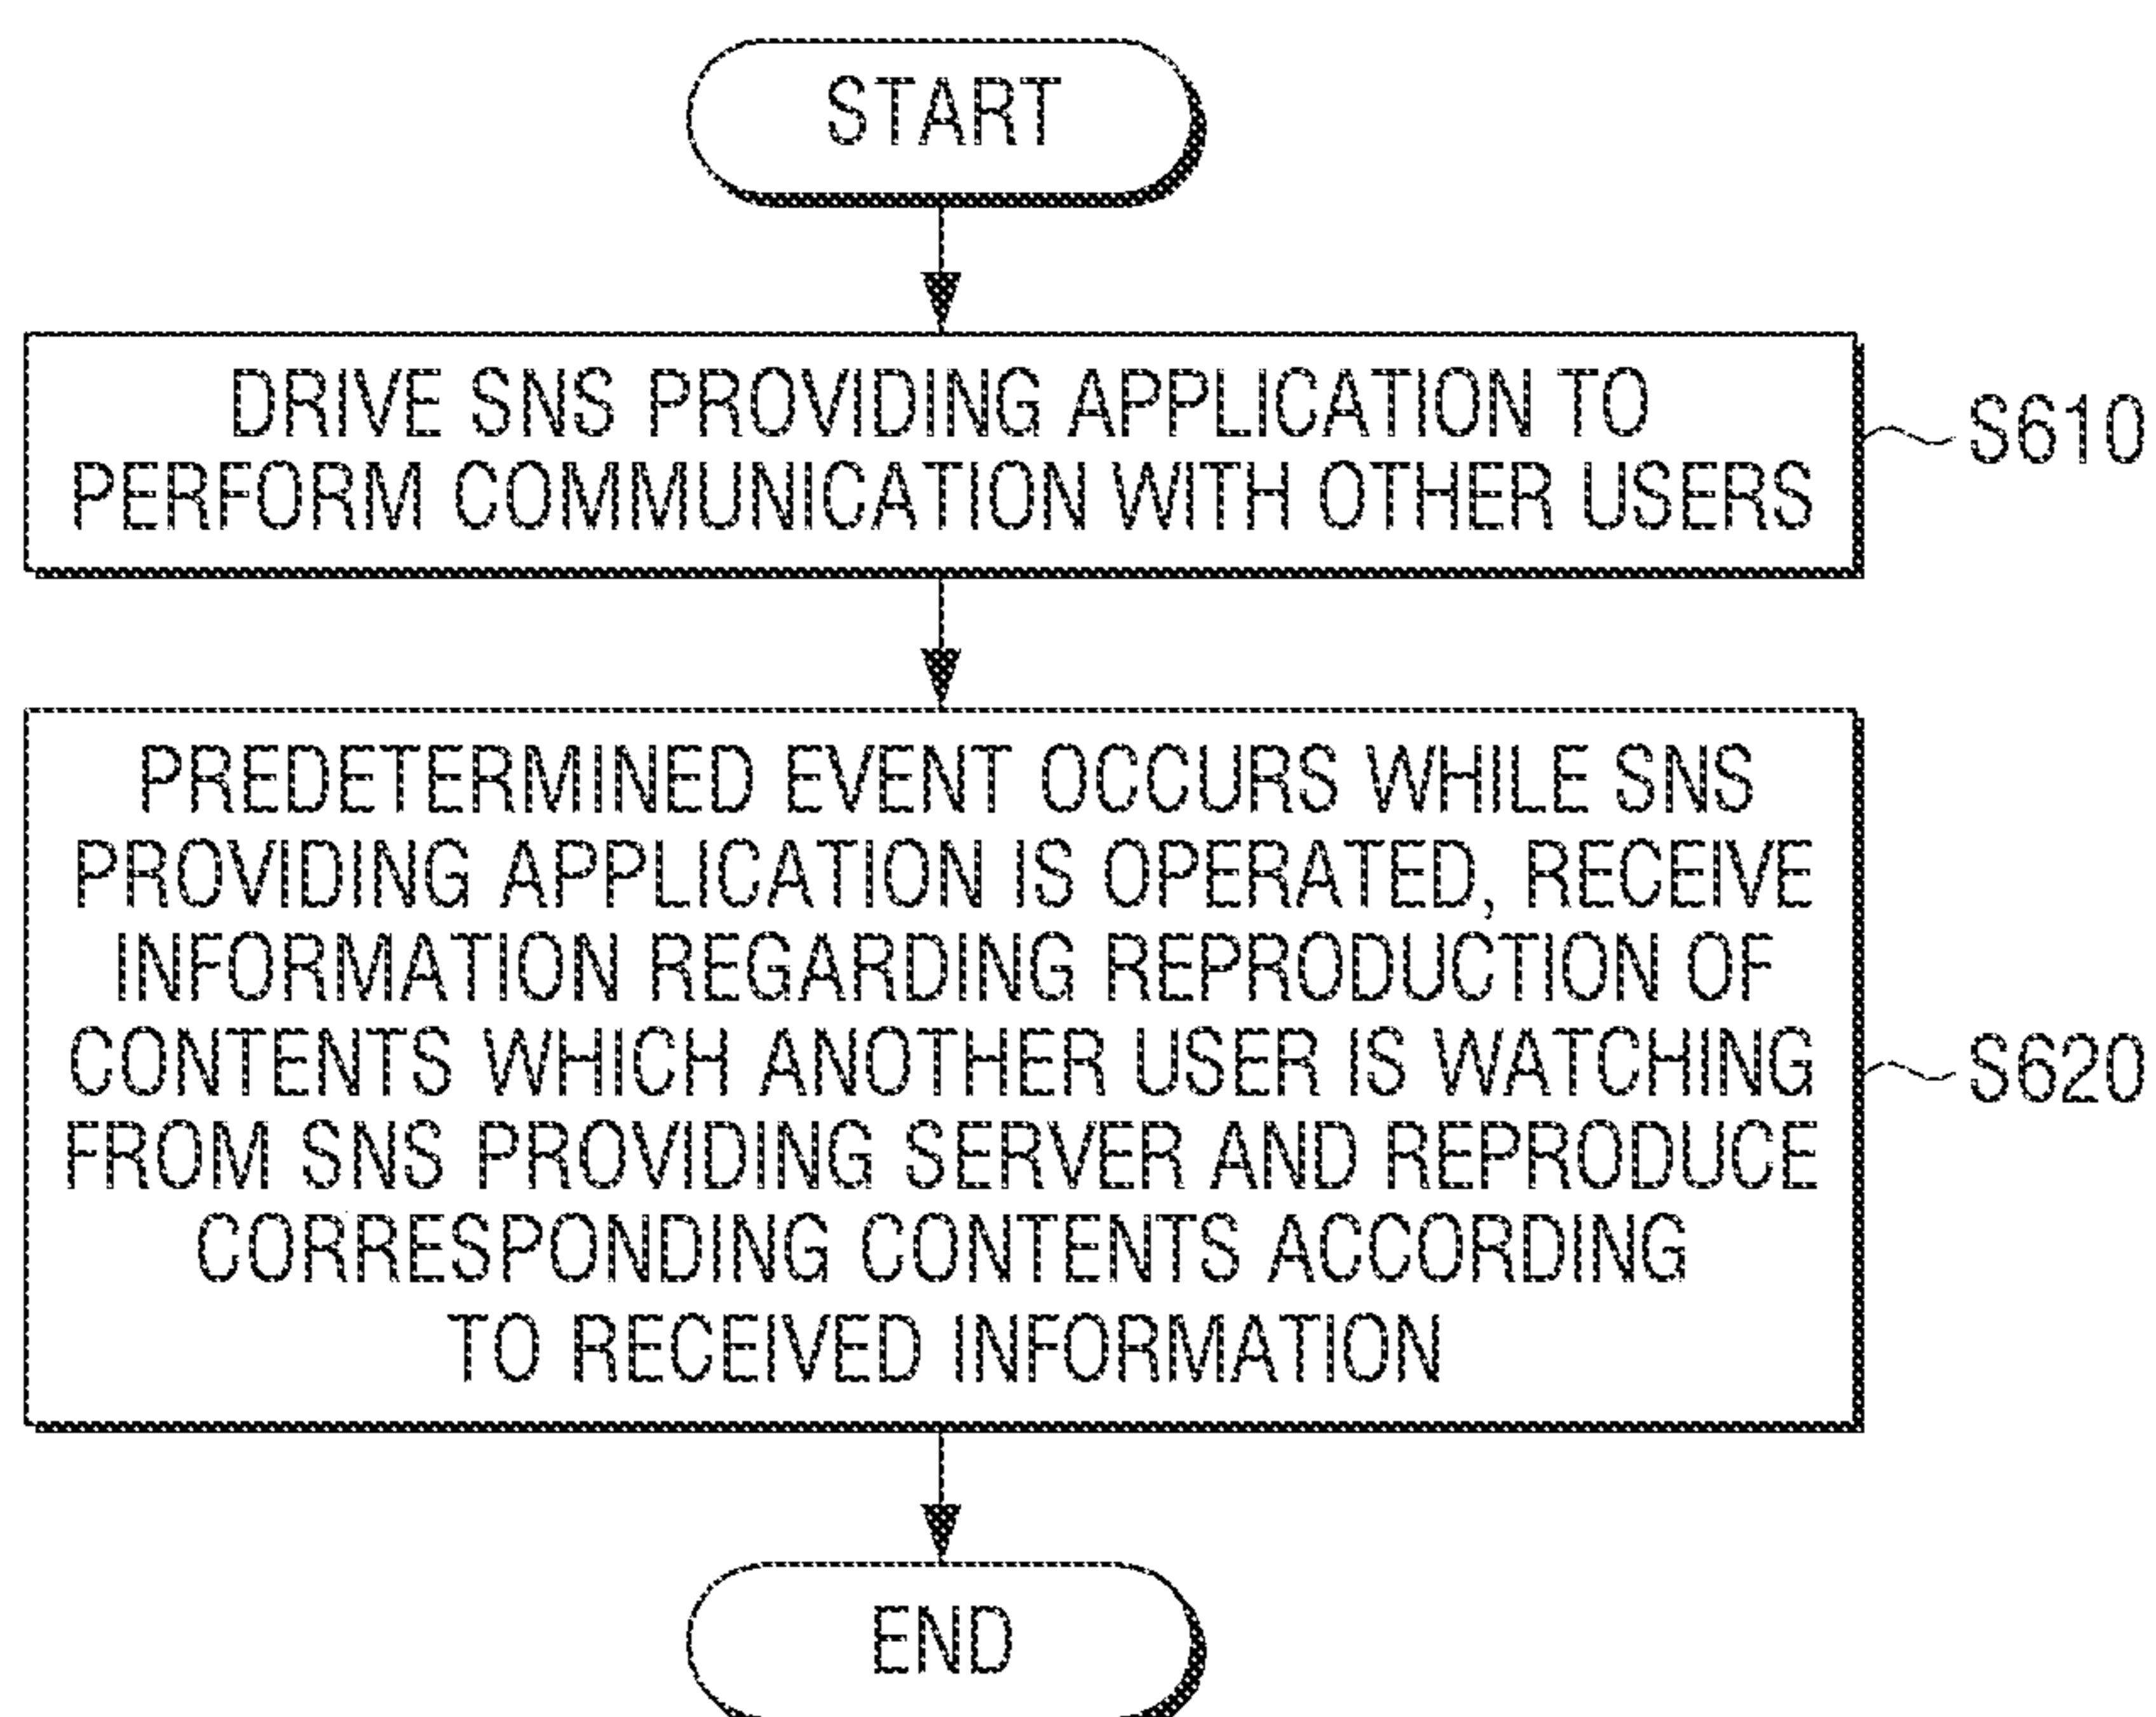 START
DRIVE SNS PROVIDING APPLICATION TO
PERFORM COMMUNICATION WITH OTHER USERS
S610
PREDETERMINED EVENT OCCURS WHILE SNS
PROVIDING APPLICATION IS OPERATED, RECEIVE
INFORMATION REGARDING REPRODUCTION OF
CONTENTS WHICH ANOTHER USER IS WATCHING
FROM SNS PROVIDING SERVER AND REPRODUCE
CORRESPONDING CONTENTS ACCORDING
TO RECEIVED INFORMATION
S620
END